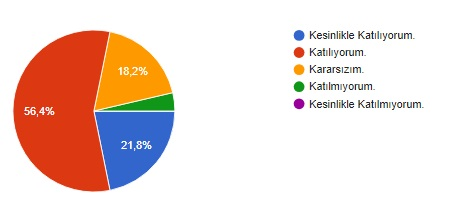 Kesinlikle Katılıyorum.
Katılıyorum.
Kararsızım.
Katılmıyorum.
Kesinlikle Katılmıyorum.
18,2%
56,4%
21,8%